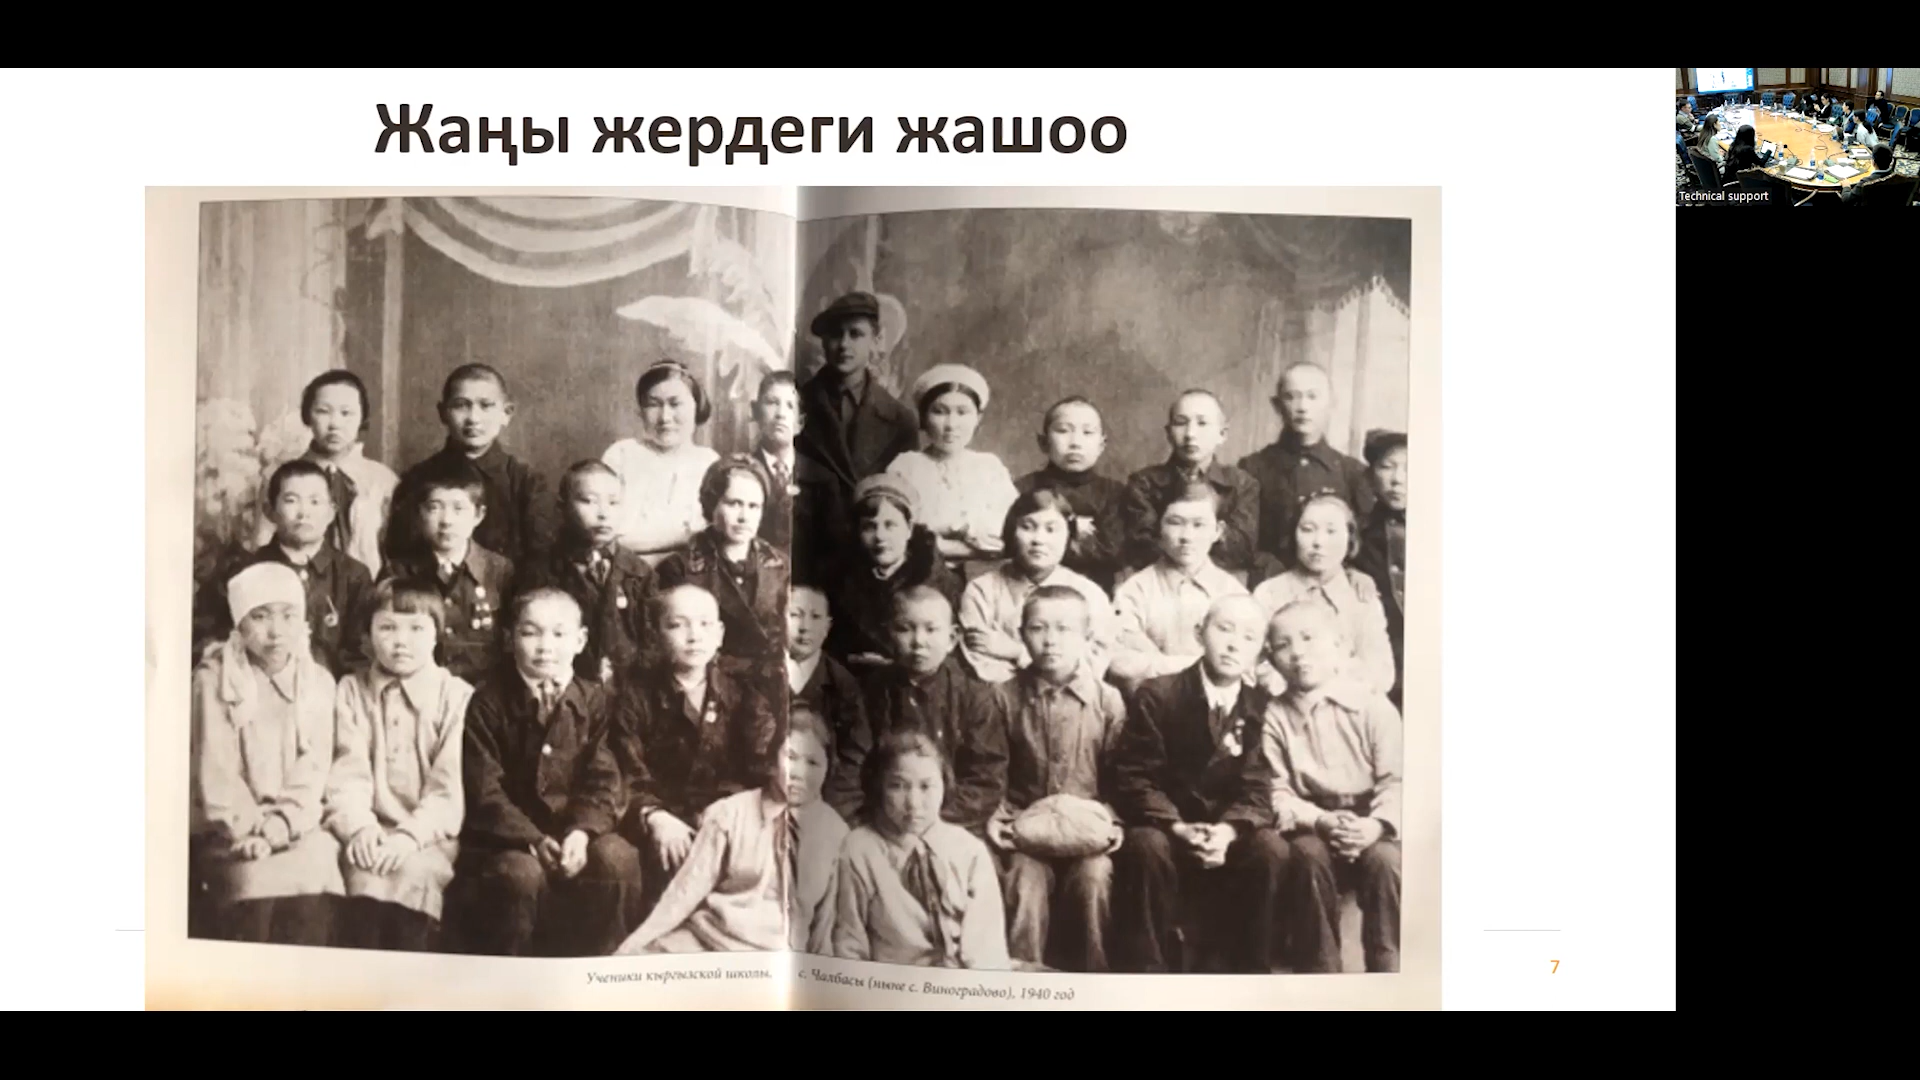 Жаңы жердеги жашоо
Technical support
Ученики кыргызской школы, с. Чалбасы (ныне с. Виноградово), 1940 год
7